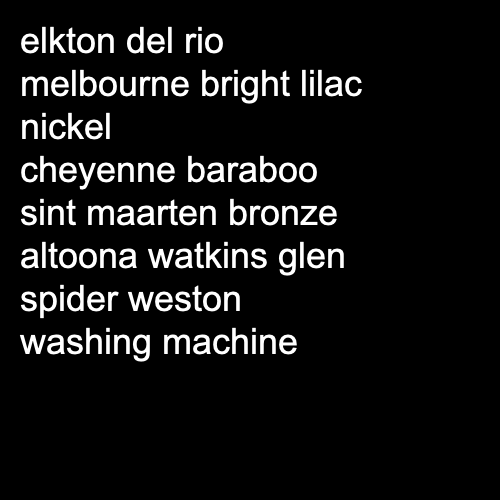 elkton del rio
melbourne bright lilac
nickel
cheyenne baraboo
sint maarten bronze
altoona watkins glen
spider weston
washing machine